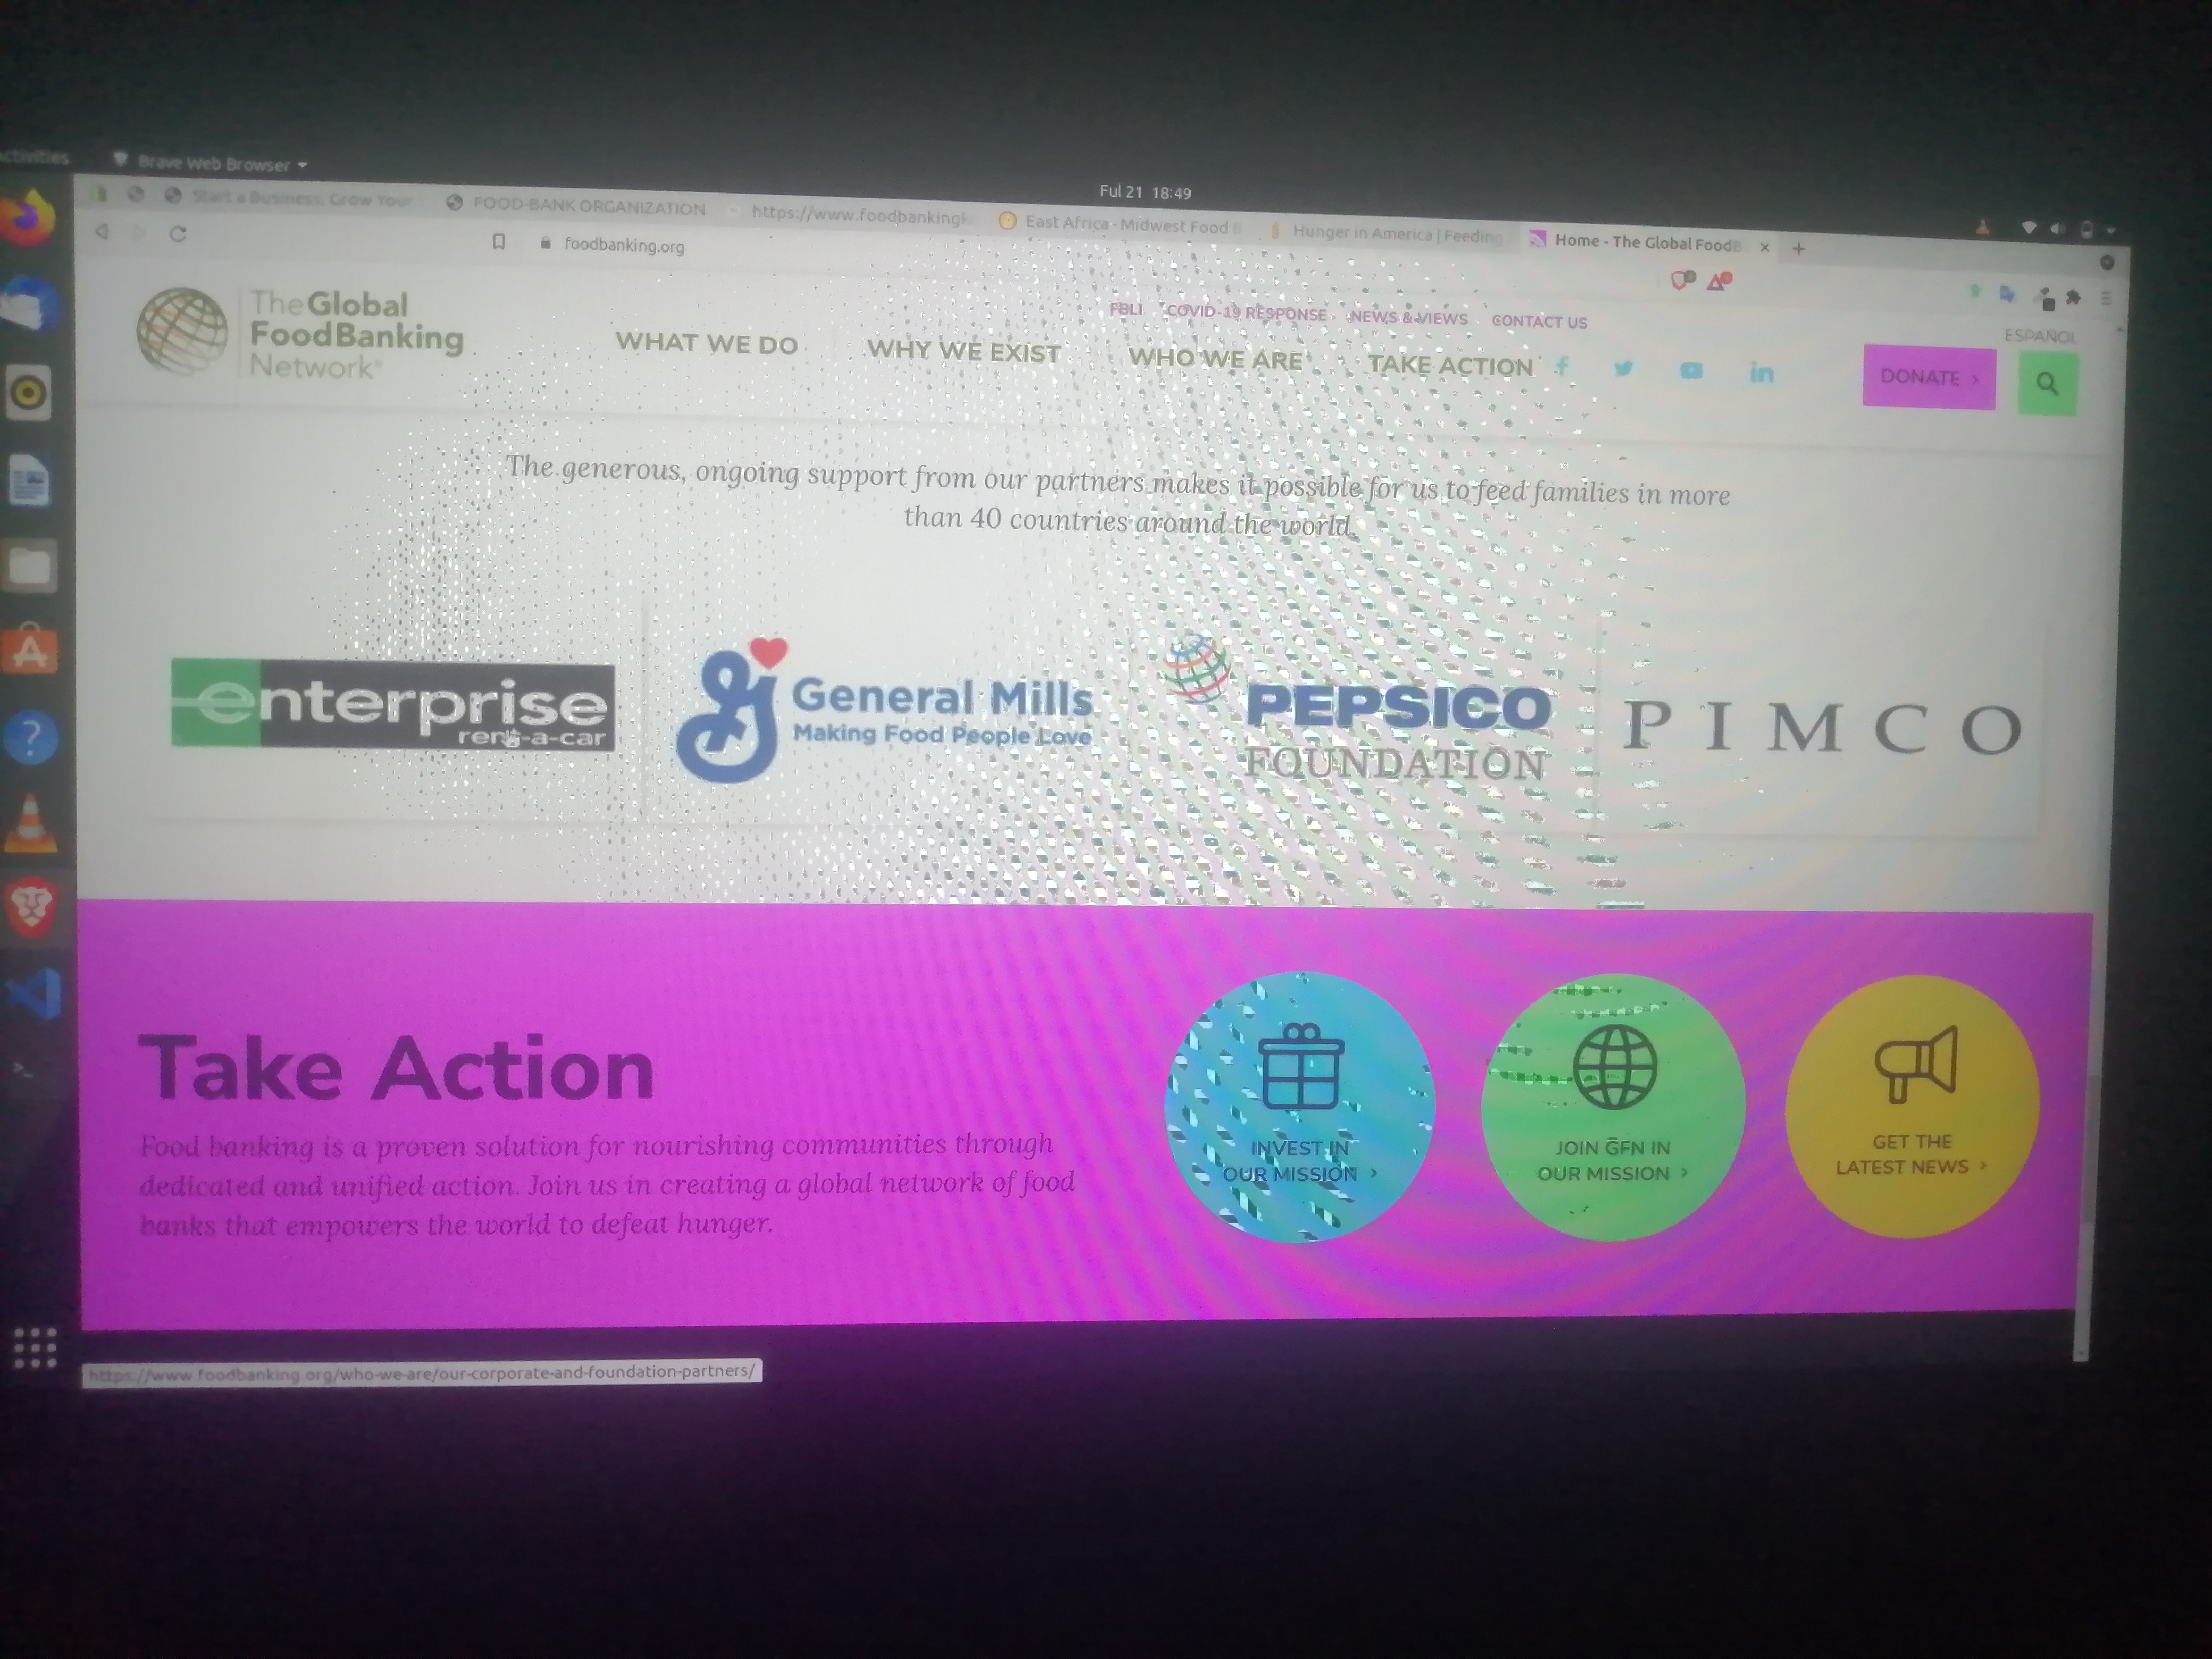 Activities
Brave Web Browser
Ful 21 18:49
Start a Business, Grow Your
FOOD-BANK ORGANIZATION
https://www.foodbankingk
East Africa - Midwest Food B
Hunger in America | Feeding
Home - The Global FoodB
foodbanking.org
The Global
FoodBanking
Network
FBLI COVID-19 RESPONSE NEWS & VIEWS CONTACT US
ESPAÑOL
WHAT WE DO WHY WE EXIST WHO WE ARE TAKE ACTION
DONATE >
The generous, ongoing support from our partners makes it possible for us to feed families in more
than 40 countries around the world.
enterprise
rent-a-car
General Mills
Making Food People Love
PEPSICO
FOUNDATION
PIMCO
Take Action
Food banking is a proven solution for nourishing communities through
dedicated and unified action. Join us in creating a global network of food
banks that empowers the world to defeat hunger.
INVEST IN
OUR MISSION >
JOIN GFN IN
OUR MISSION >
GET THE
LATEST NEWS >
https://www.foodbanking.org/who-we-are/our-corporate-and-foundation-partners/